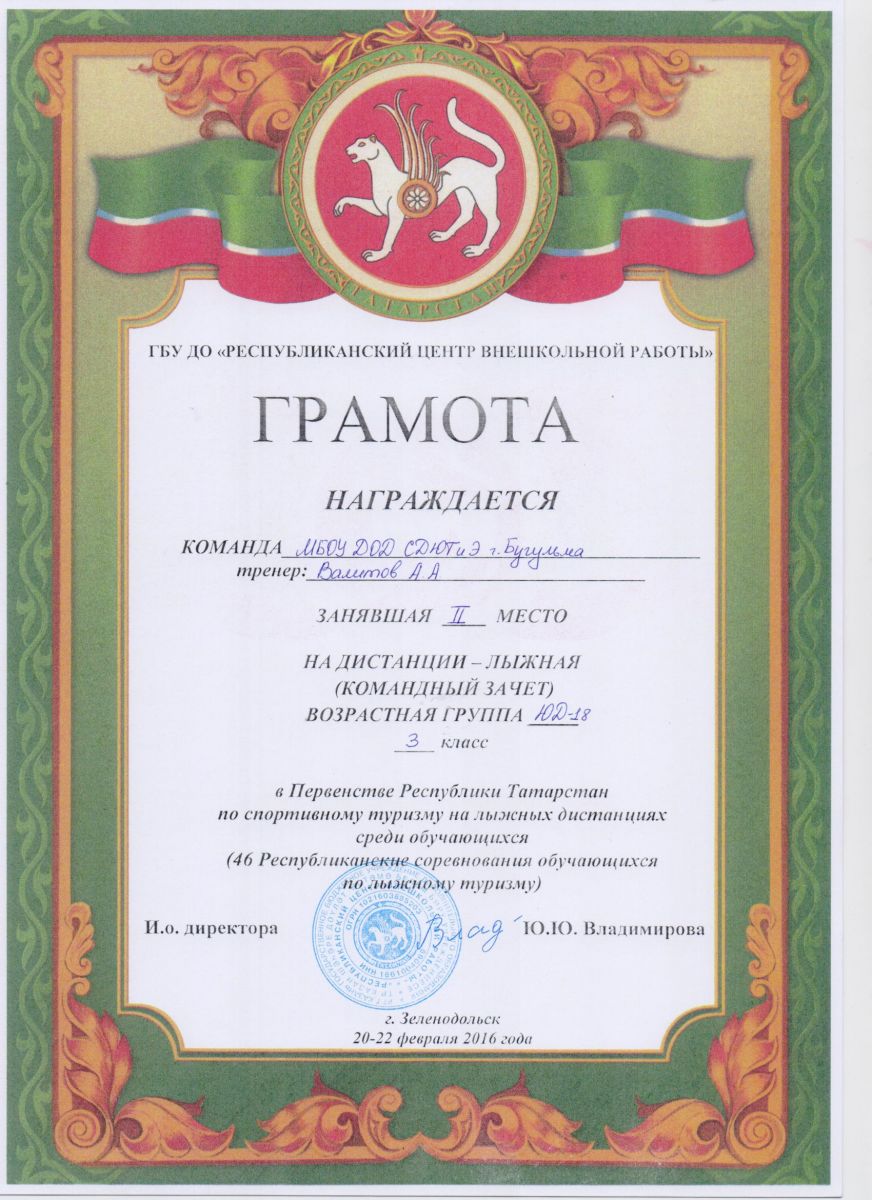 ТАТАРСТАН
ГБУ ДО «РЕСПУБЛИКАНСКИЙ ЦЕНТР ВНЕШКОЛЬНОЙ РАБОТЫ»
ГРАМОТА
НАГРАЖДАЕТСЯ
КОМАНДА МБОУ ДОД СДЮТиЭ г. Бугульма
тренер: Валитов А.А
ЗАНЯВШАЯ II МЕСТО
НА ДИСТАНЦИИ – ЛЫЖНАЯ
(КОМАНДНЫЙ ЗАЧЕТ)
ВОЗРАСТНАЯ ГРУППА ЮД-18
3 класс
в Первенстве Республики Татарстан
по спортивному туризму на лыжных дистанциях
среди обучающихся
(46 Республиканские соревнования обучающихся
по лыжному туризму)
И.о. директора Влад Ю.Ю. Владимирова
г. Зеленодольск
20-22 февраля 2016 года